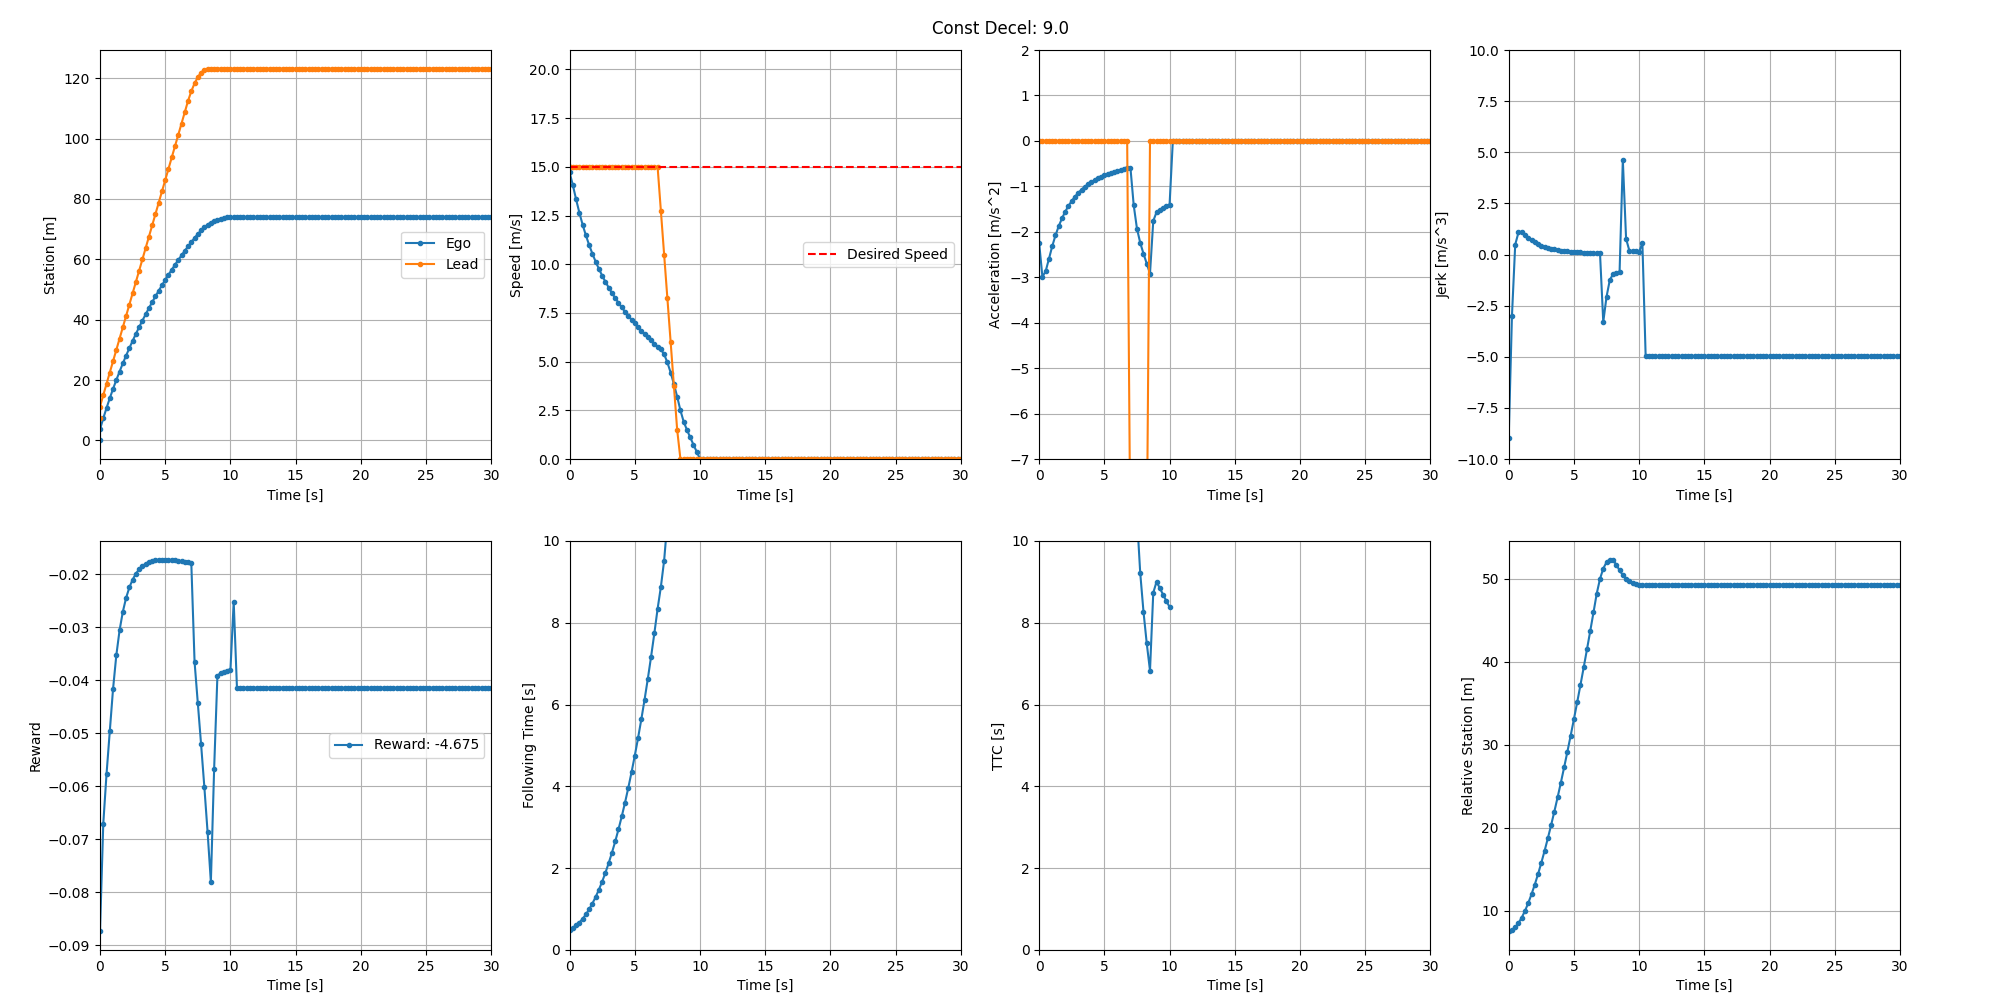 Const Decel: 9.0
Station [m]
120
100
80
60
40
20
0
0 5 10 15 20 25 30
Time [s]
Ego
Lead
Speed [m/s]
20.0
17.5
15.0
12.5
10.0
7.5
5.0
2.5
0.0
0 5 10 15 20 25 30
Time [s]
Desired Speed
Acceleration [m/s^2]
2
1
0
−1
−2
−3
−4
−5
−6
−7
0 5 10 15 20 25 30
Time [s]
Jerk [m/s^3]
10.0
7.5
5.0
2.5
0.0
−2.5
−5.0
−7.5
−10.0
0 5 10 15 20 25 30
Time [s]
Reward
−0.02
−0.03
−0.04
−0.05
−0.06
−0.07
−0.08
−0.09
0 5 10 15 20 25 30
Time [s]
Reward: -4.675
Following Time [s]
10
8
6
4
2
0
0 5 10 15 20 25 30
Time [s]
TTC [s]
10
8
6
4
2
0
0 5 10 15 20 25 30
Time [s]
Relative Station [m]
50
40
30
20
10
0 5 10 15 20 25 30
Time [s]